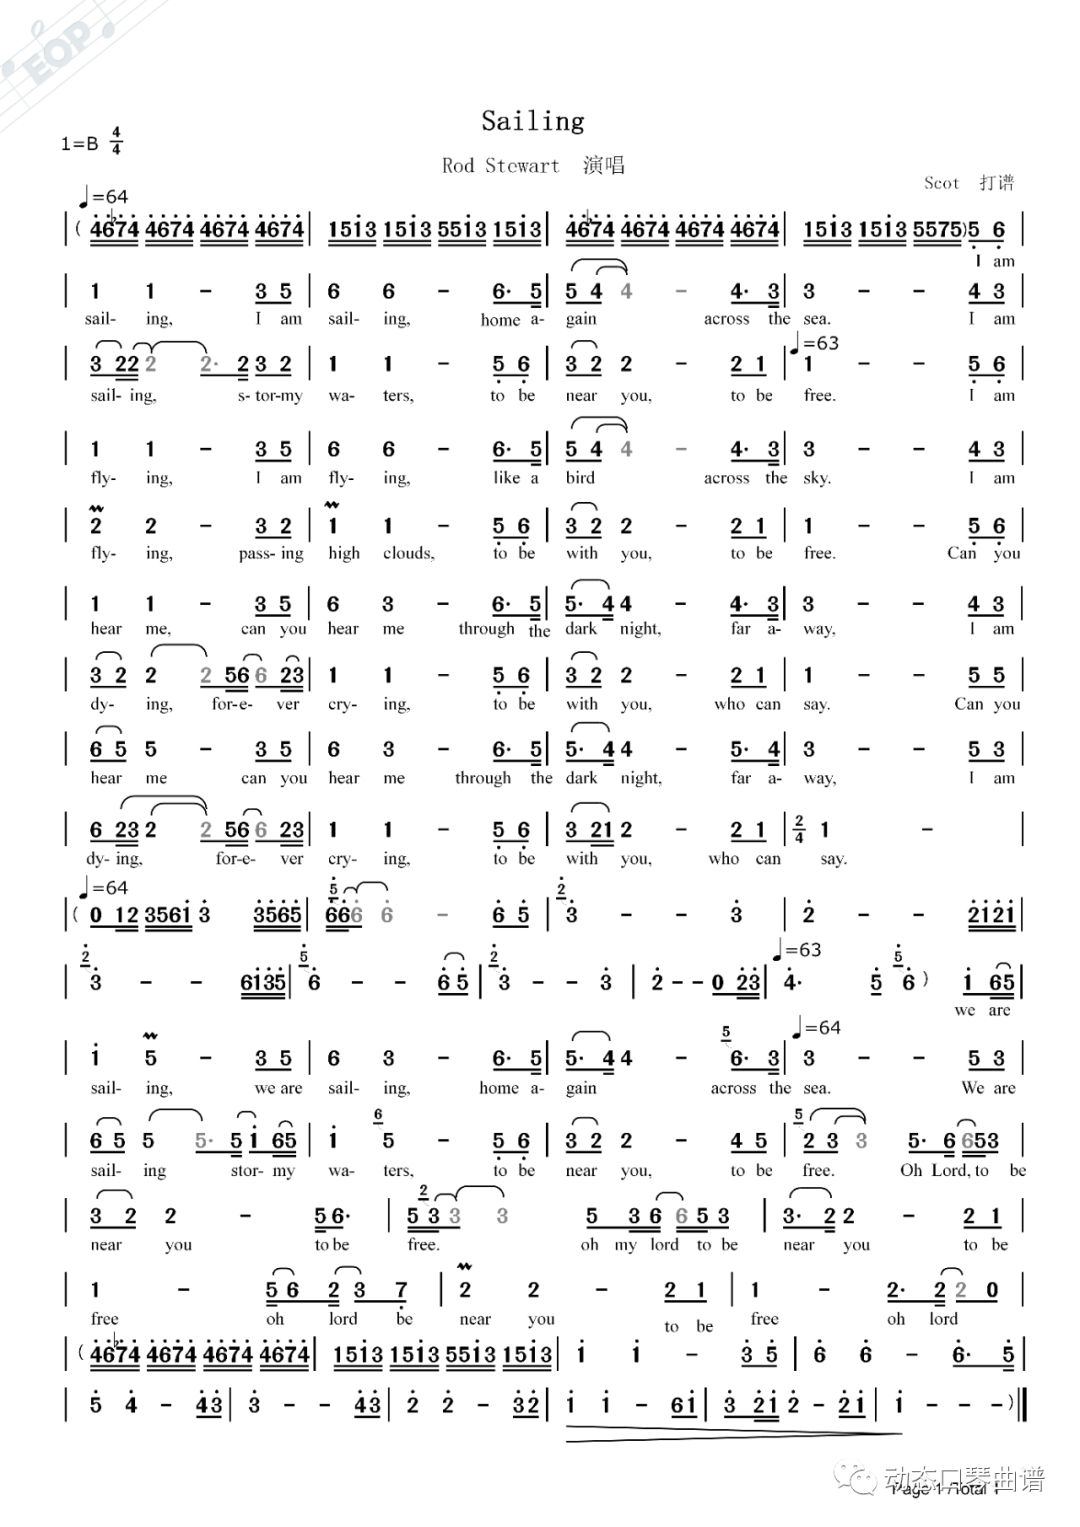 EOP
Sailing
1=B 4/4
Rod Stewart 演唱
Scot 打谱
♩=64
| ( 4674 4674 4674 4674 | 1513 1513 5513 1513 | 4674 4674 4674 4674 | 1513 1513 5575 ) 5 6 |
I am
| 1 1 - 3 5 | 6 6 - 6· 5 | 5 4 4 - 4· 3 | 3 - - 4 3 |
sail- ing, I am sail- ing, home a- gain across the sea. I am
♩=63
| 3 22 2 2· 2 3 2 | 1 1 - 5 6 | 3 2 2 - 2 1 | 1 - - 5 6 |
sail- ing, s- tor-my wa- ters, to be near you, to be free. I am
| 1 1 - 3 5 | 6 6 - 6· 5 | 5 4 4 - 4· 3 | 3 - - 4 3 |
fly- ing, I am fly- ing, like a bird across the sky. I am
| 2 2 - 3 2 | 1 1 - 5 6 | 3 2 2 - 2 1 | 1 - - 5 6 |
fly- ing, pass- ing high clouds, to be with you, to be free. Can you
| 1 1 - 3 5 | 6 3 - 6· 5 | 5· 4 4 - 4· 3 | 3 - - 4 3 |
hear me, can you hear me through the dark night, far a- way, I am
| 3 2 2 2 56 6 23 | 1 1 - 5 6 | 3 2 2 - 2 1 | 1 - - 5 5 |
dy- ing, for-e- ver cry- ing, to be with you, who can say. Can you
| 6 5 5 - 3 5 | 6 3 - 6· 5 | 5· 4 4 - 5· 4 | 3 - - 5 3 |
hear me can you hear me through the dark night, far a- way, I am
| 6 23 2 2 56 6 23 | 1 1 - 5 6 | 3 21 2 - 2 1 | 2/4 1 - |
dy- ing, for-e- ver cry- ing, to be with you, who can say.
♩=64 5 2
| ( 0 12 3561 3 3565 | 66 6 6 - 6 5 | 3 - - 3 | 2 - - 2121 |
2 5 2 ♩=63 5
| 3 - - 6135 | 6 - - 6 5 | 3 - - 3 | 2 - - 0 23 | 4· 5 6 ) 1 65 |
we are
5 ♩=64
| 1 5 - 3 5 | 6 3 - 6· 5 | 5· 4 4 - 6· 3 | 3 - - 5 3 |
sail- ing, we are sail- ing, home a- gain across the sea. We are
6 5
| 6 5 5 5· 5 1 65 | 1 5 - 5 6 | 3 2 2 - 4 5 | 2 3 3 5· 6 653 |
sail- ing stor- my wa- ters, to be near you, to be free. Oh Lord, to be
2
| 3 2 2 - 5 6· | 5 3 3 3 5 3 6 6 5 3 | 3· 2 2 - 2 1 |
near you to be free. oh my lord to be near you to be
| 1 - 5 6 2 3 7 | 2 2 - 2 1 | 1 - 2· 2 2 0 |
free oh lord be near you to be free oh lord
| ( 4674 4674 4674 4674 | 1513 1513 5513 1513 | 1 1 - 3 5 | 6 6 - 6· 5 |
| 5 4 - 43 | 3 - - 43 | 2 2 - 32 | 1 1 - 61 | 3 21 2 - 21 | 1 - - - ) ||
动态口琴曲谱
Page 1 /Total 1